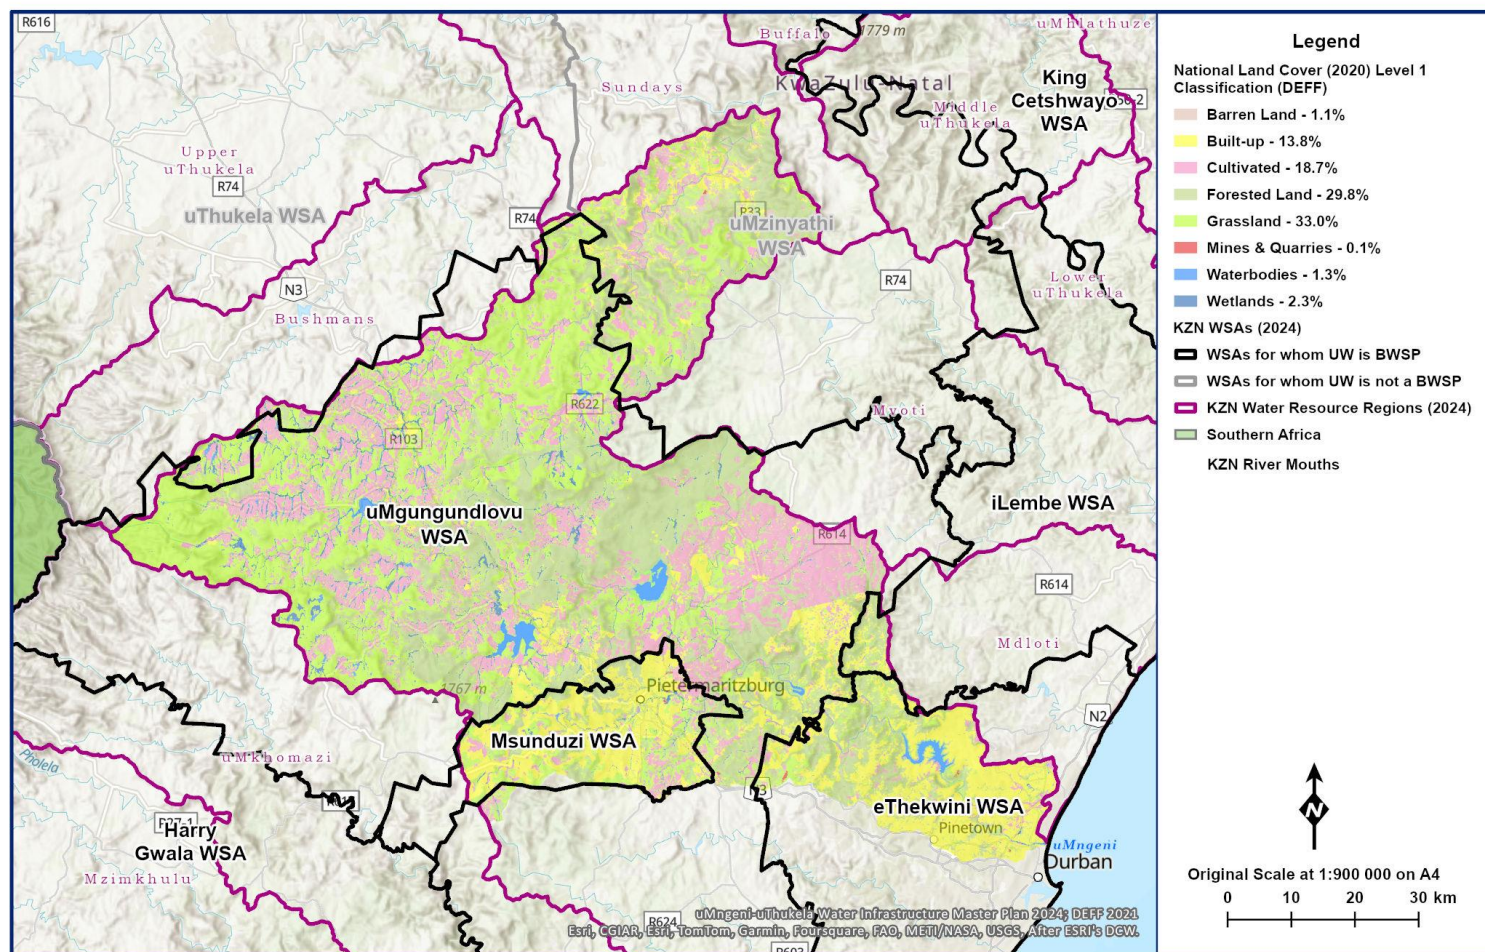 R616
Buffalo
1779 m
uMhlathuze
KwaZulu-Natal
Sundays
King
Cetshwayo
WSA
Middle
uThukela
Upper
uThukela
R74
uThukela WSA
R74
R33
uMzinyathi
WSA
N3
Bushmans
R74
Lower
uThukela
R622
Mvoti
R103
uMgungundlovu
WSA
iLembe WSA
R614
R614
Mdloti
1767 m
Pietermaritzburg
N2
Msunduzi WSA
uMkhomazi
Pholela
eThekwini WSA
Pinetown
Harry
Gwala WSA
uMngeni
Durban
Mzimkhulu
R624
uMngeni-uThukela Water Infrastructure Master Plan 2024; DEFF 2021
Esri, CGIAR, Esri, TomTom, Garmin, Foursquare, FAO, METI/NASA, USGS, After ESRI's DCW.
Legend
National Land Cover (2020) Level 1
Classification (DEFF)
Barren Land - 1.1%
Built-up - 13.8%
Cultivated - 18.7%
Forested Land - 29.8%
Grassland - 33.0%
Mines & Quarries - 0.1%
Waterbodies - 1.3%
Wetlands - 2.3%
KZN WSAs (2024)
WSAs for whom UW is BWSP
WSAs for whom UW is not a BWSP
KZN Water Resource Regions (2024)
Southern Africa
KZN River Mouths
N
Original Scale at 1:900 000 on A4
0 10 20 30 km